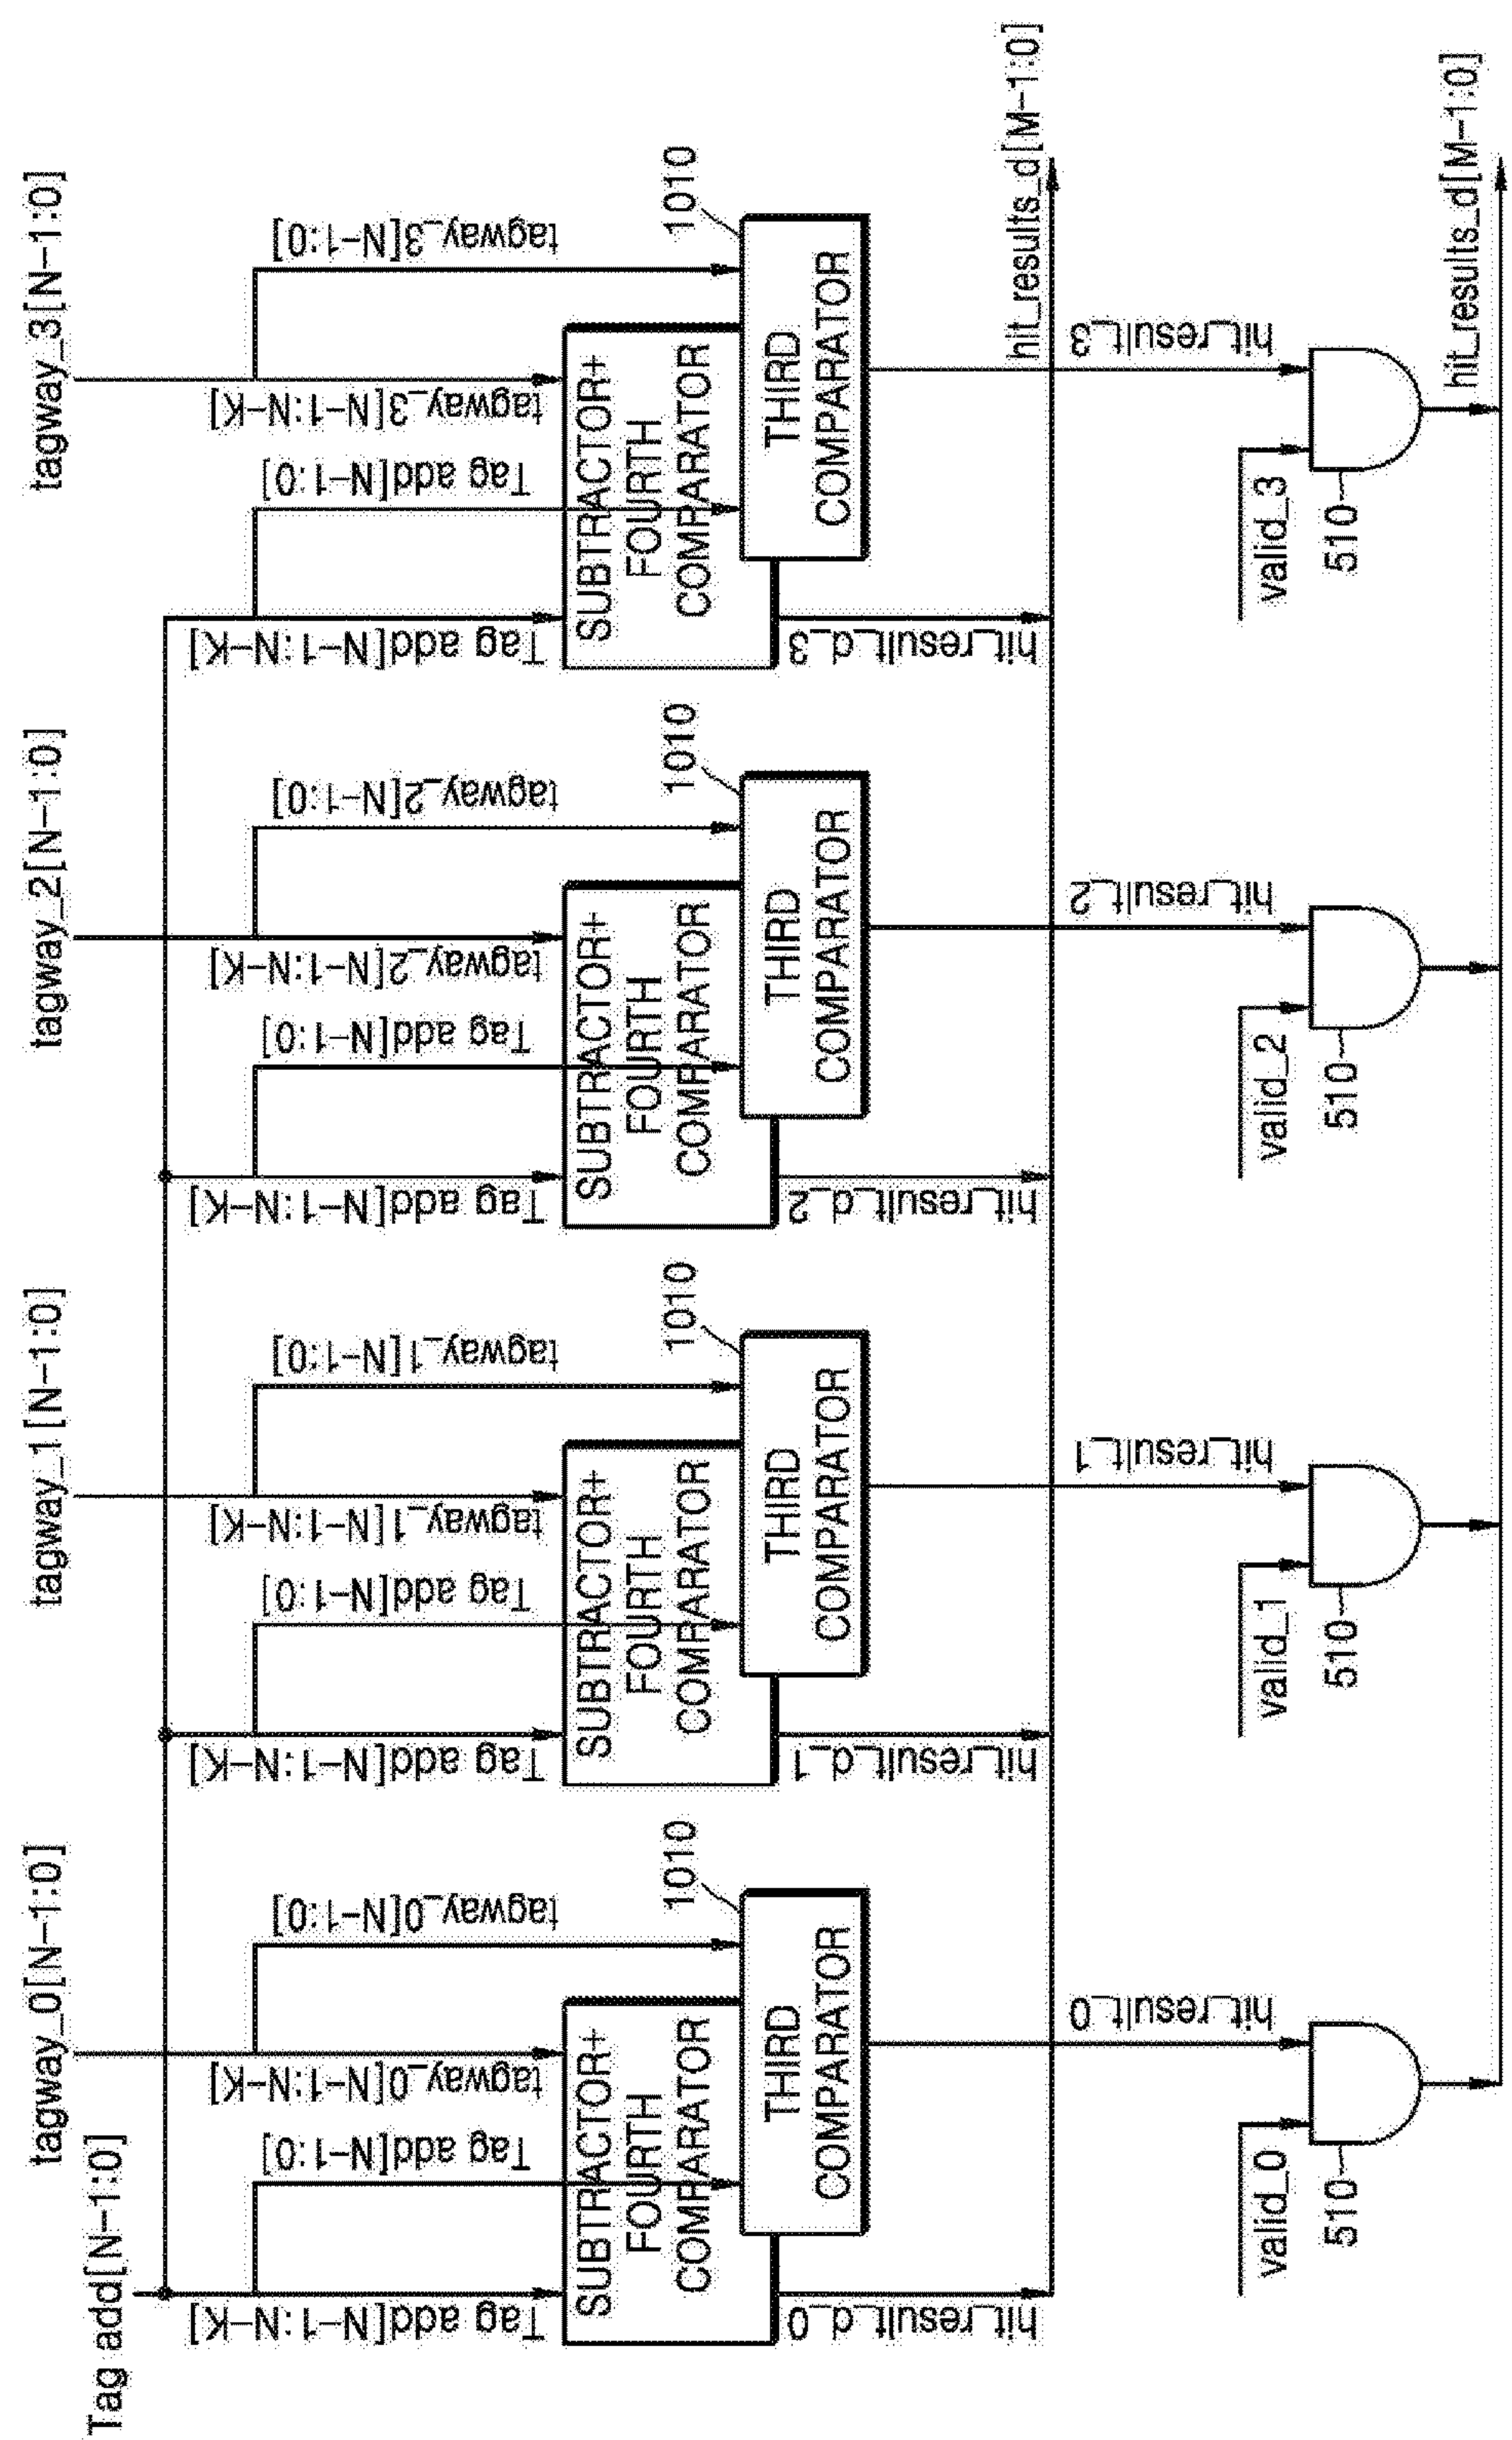 Tag add[N-1:0]
tagway_0[N-1:0]
tagway_1[N-1:0]
tagway_2[N-1:0]
tagway_3[N-1:0]
Tag add[N-1:N-K]
Tag add[N-1:0]
tagway_0[N-1:N-K]
tagway_0[N-1:0]
Tag add[N-1:N-K]
Tag add[N-1:0]
tagway_1[N-1:N-K]
tagway_1[N-1:0]
Tag add[N-1:N-K]
Tag add[N-1:0]
tagway_2[N-1:N-K]
tagway_2[N-1:0]
Tag add[N-1:N-K]
Tag add[N-1:0]
tagway_3[N-1:N-K]
tagway_3[N-1:0]
SUBTRACTOR+
FOURTH
COMPARATOR
1010
THIRD
COMPARATOR
SUBTRACTOR+
FOURTH
COMPARATOR
1010
THIRD
COMPARATOR
SUBTRACTOR+
FOURTH
COMPARATOR
1010
THIRD
COMPARATOR
SUBTRACTOR+
FOURTH
COMPARATOR
1010
THIRD
COMPARATOR
hit_result_d_0
hit_result_d_1
hit_result_d_2
hit_result_d_3
hit_results_d[M-1:0]
hit_result_0
hit_result_1
hit_result_2
hit_result_3
valid_0
510
valid_1
510
valid_2
510
valid_3
510
hit_results_d[M-1:0]